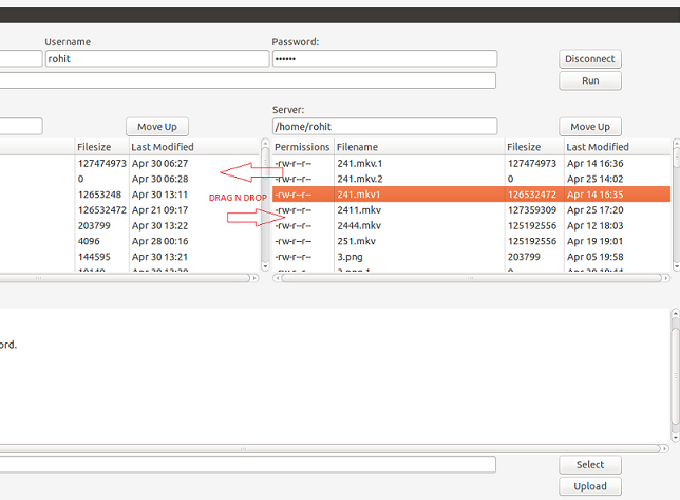 Username Password:
rohit •••••• Disconnect
Run
Server:
Move Up /home/rohit Move Up
Filesize Last Modified Permissions Filename Filesize Last Modified
127474973 Apr 30 06:27 -rw-r--r-- 241.mkv.1 127474973 Apr 14 16:36
0 Apr 30 06:28 -rw-r--r-- 241.mkv.2 0 Apr 25 14:02
12653248 Apr 30 13:11 -rw-r--r-- 241.mkv1 126532472 Apr 14 16:35
DRAG IN DROP
126532472 Apr 21 09:17 -rw-r--r-- 2411.mkv 127359309 Apr 25 17:20
203799 Apr 30 13:22 -rw-r--r-- 2444.mkv 125192556 Apr 12 18:03
4096 Apr 28 00:16 -rw-r--r-- 251.mkv 125192556 Apr 19 19:01
144595 Apr 30 13:21 -rw-r--r-- 3.png 203799 Apr 05 19:58
ord.
Select
Upload